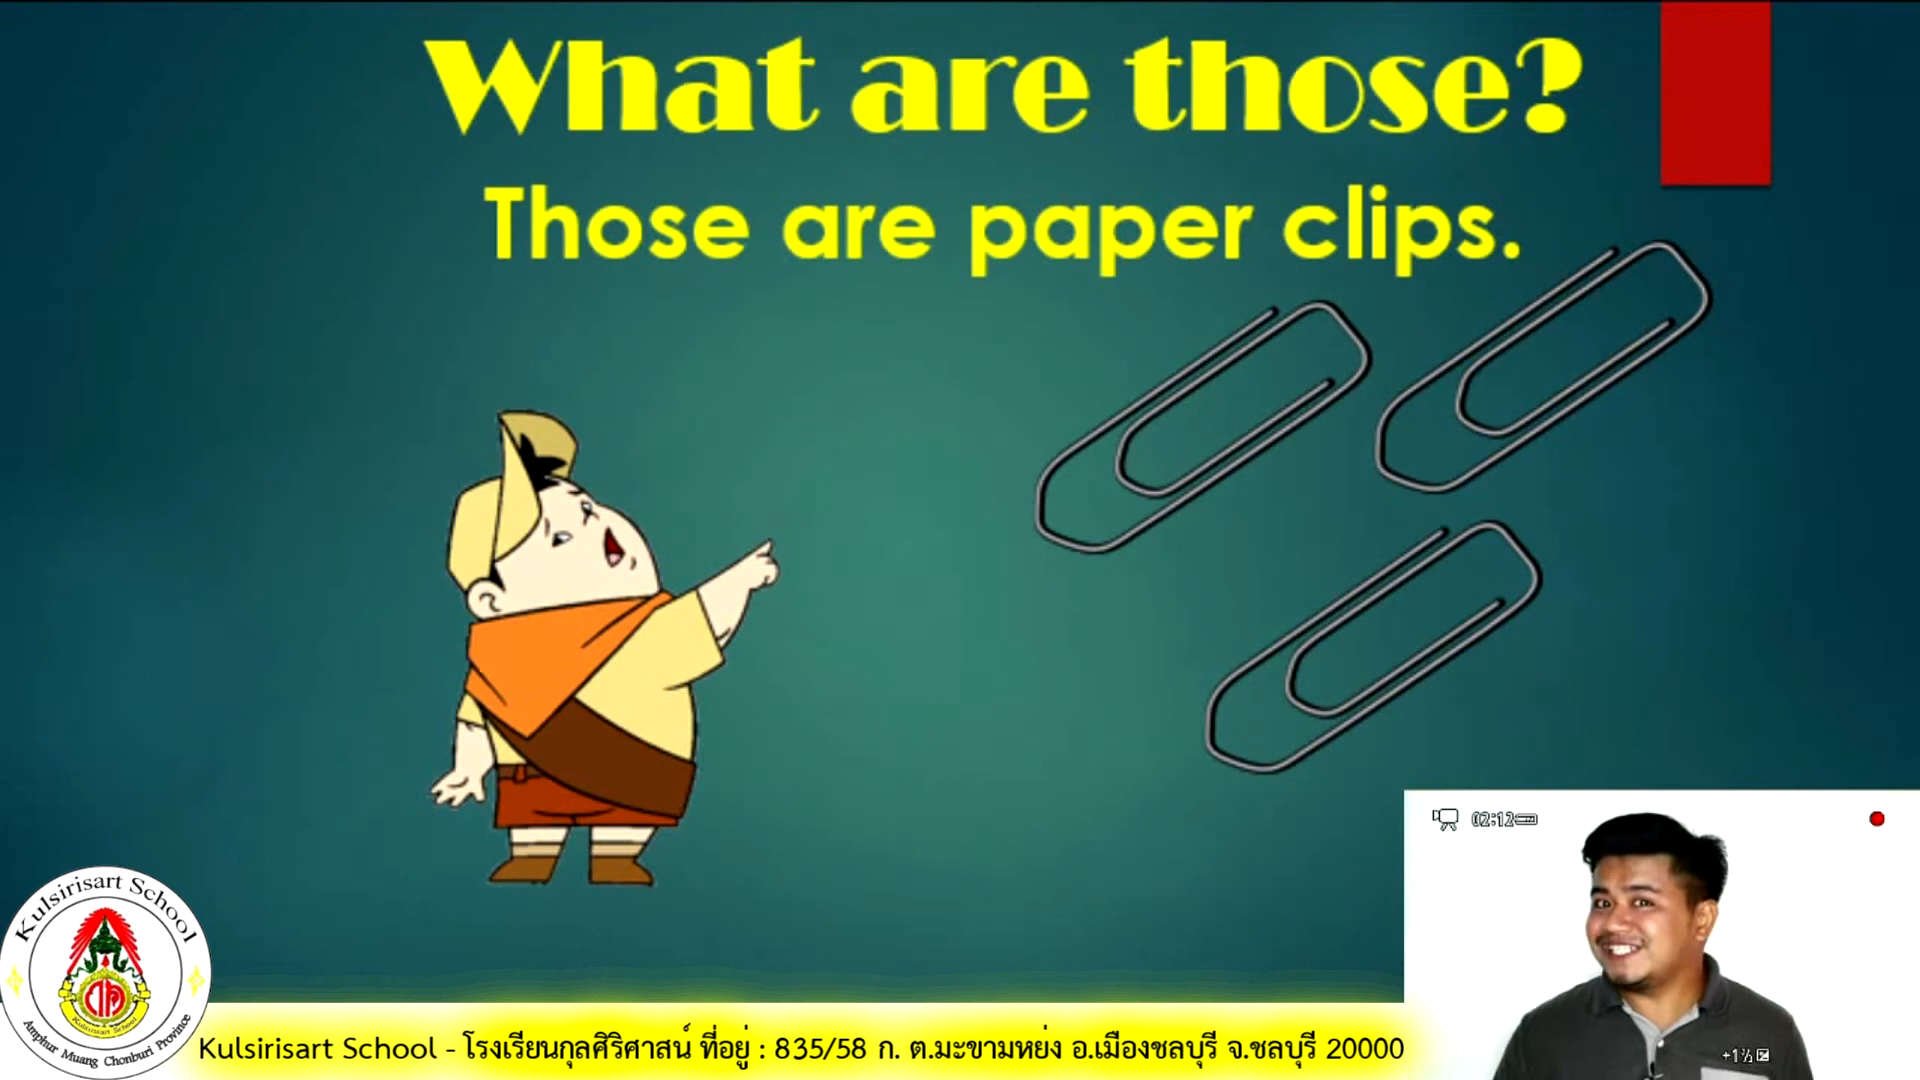 What are those?
Those are paper clips.
02:12
Kulsirisart School
Kulsirisart School
Amphur Muang Chonburi Province
Kulsirisart School - โรงเรียนกุลศิริศาสน์ ที่อยู่ : 835/58 ก. ต.มะขามหย่ง อ.เมืองชลบุรี จ.ชลบุรี 20000